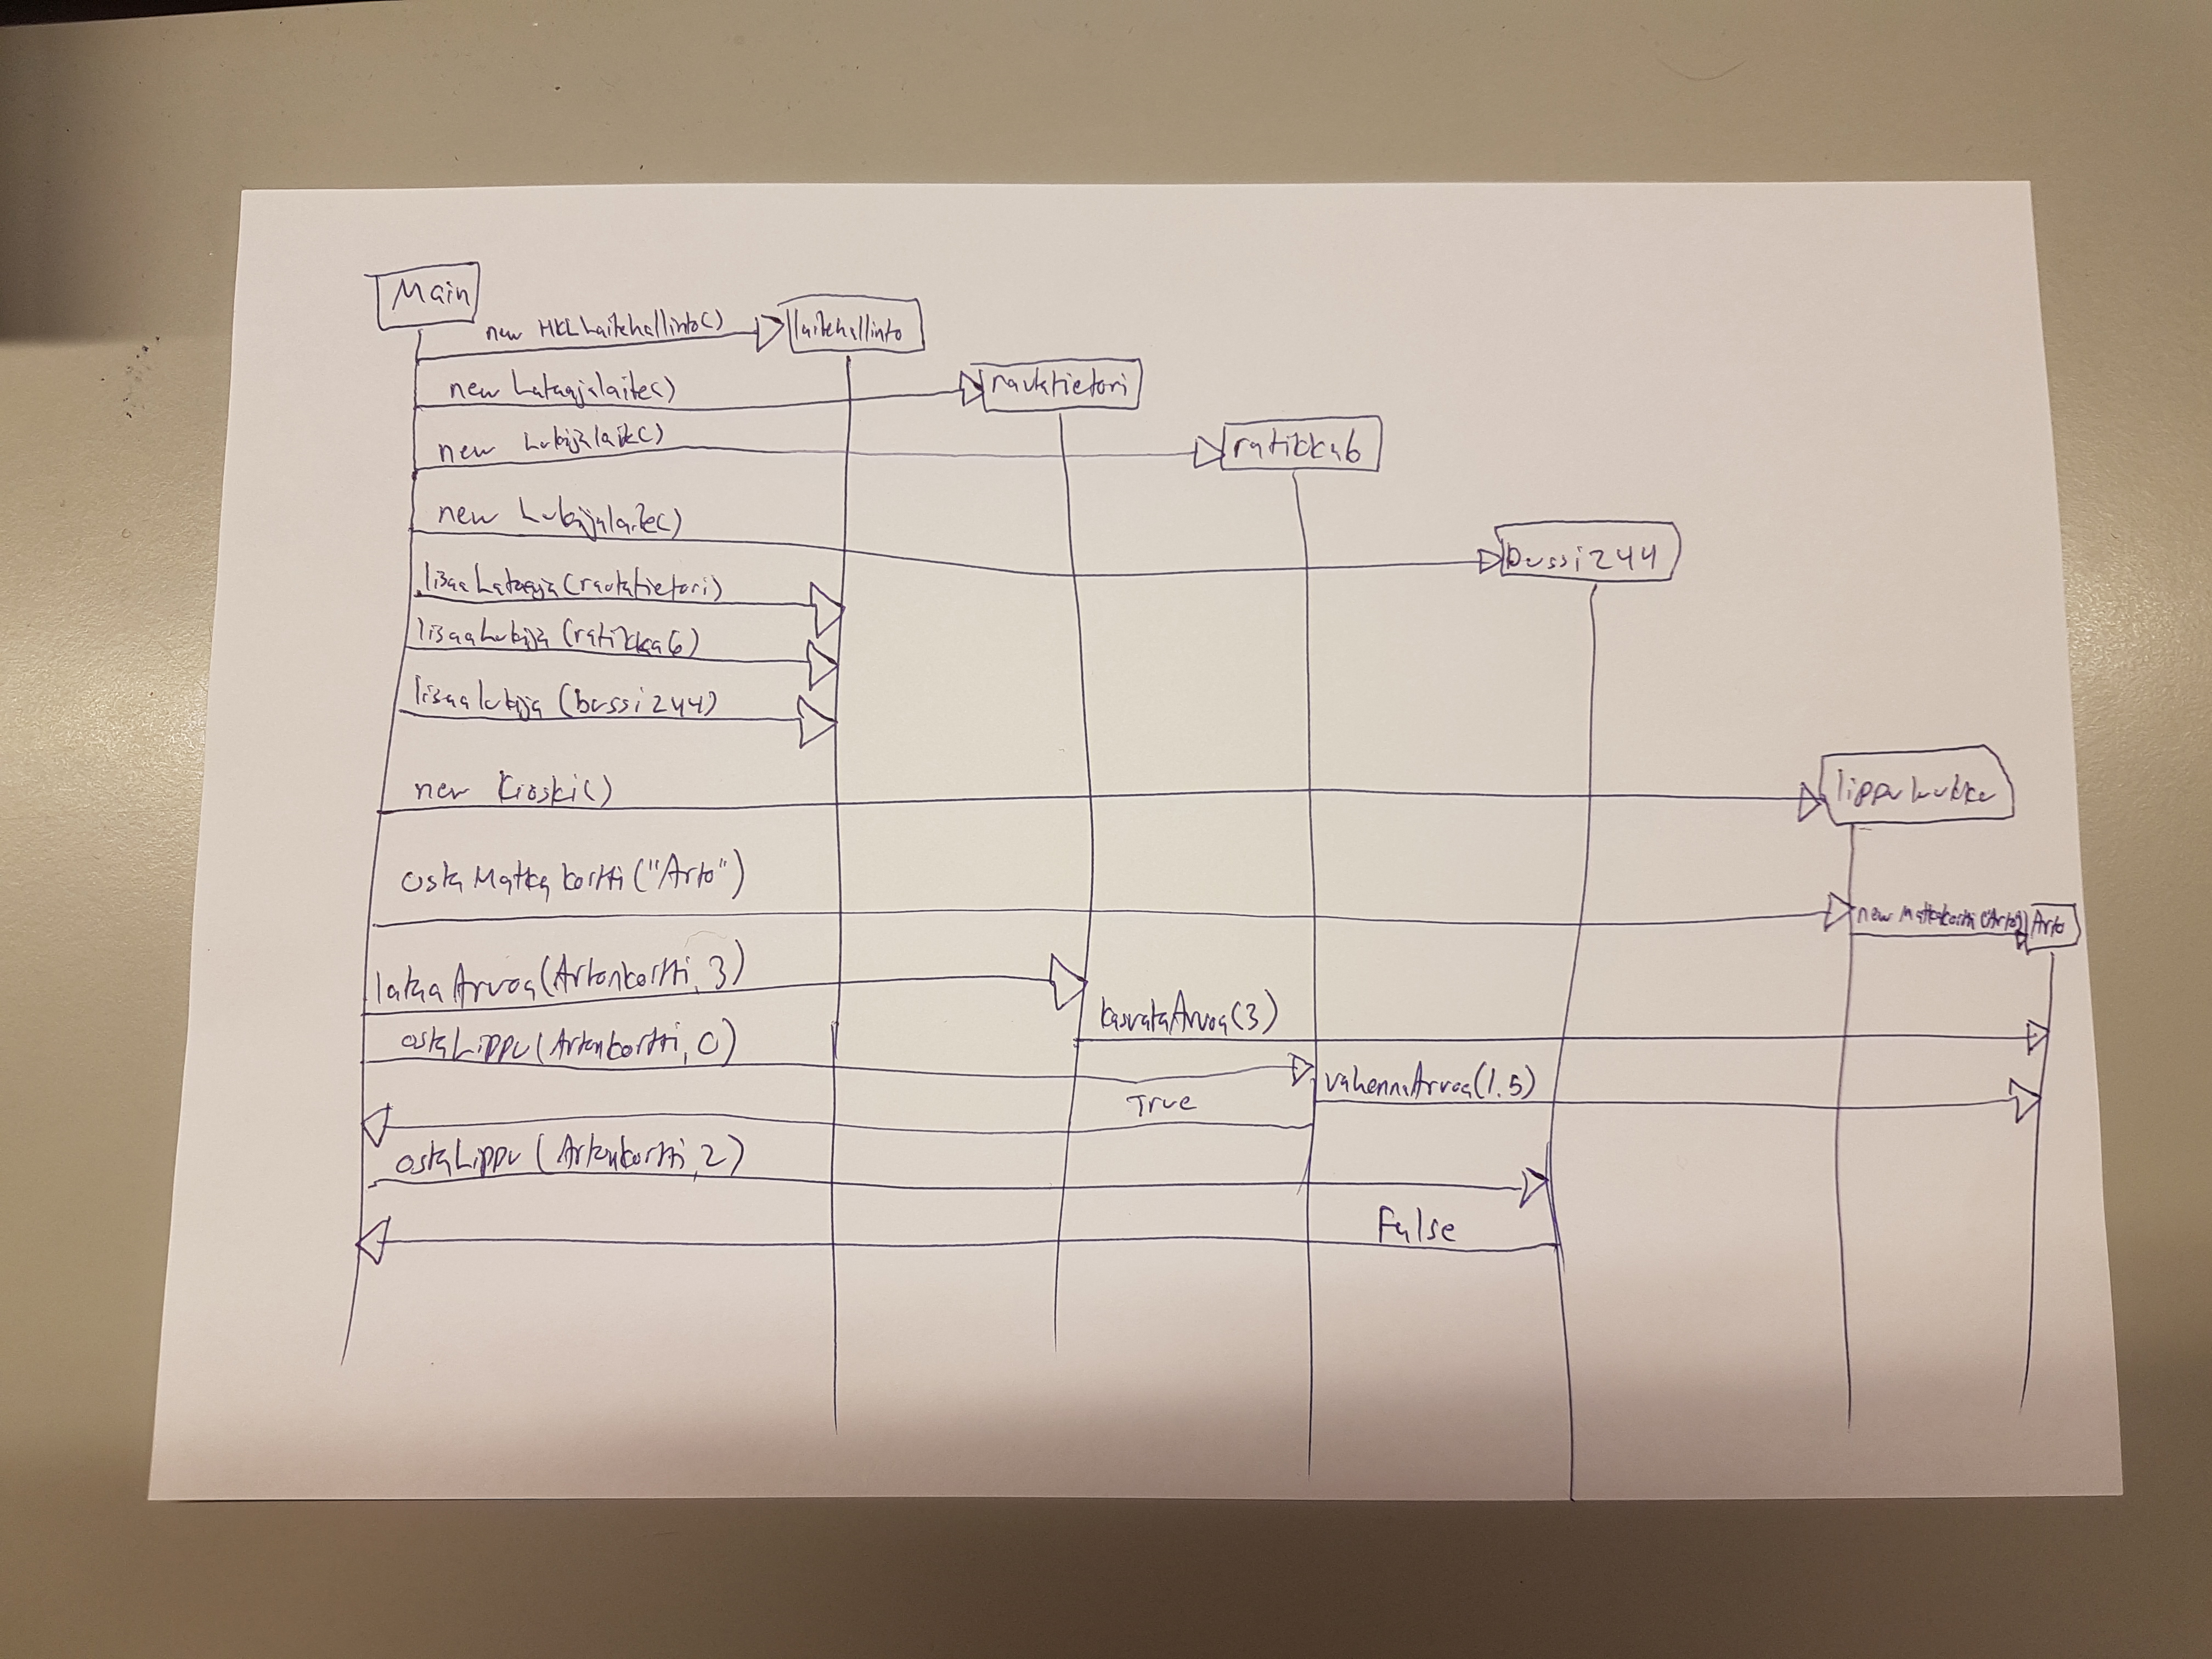 Main
new HKLLaitehallinto()
laitehallinto
new Lataajalaite()
rautatietori
new Lukijalaite()
ratikka6
new Lukijalaite()
bussi244
lisaaLataaja(rautatietori)
lisaaLukija(ratikka6)
lisaaLukija(bussi244)
new Kioski()
lippuLuukku
ostaMatkakortti("Arto")
new Matkakortti("Arto")
Arto
lataaArvoa(Artonkortti, 3)
kasvataArvoa(3)
ostaLippu(Artonkortti, 0)
vahennaArvoa(1.5)
True
ostaLippu(Artonkortti, 2)
False